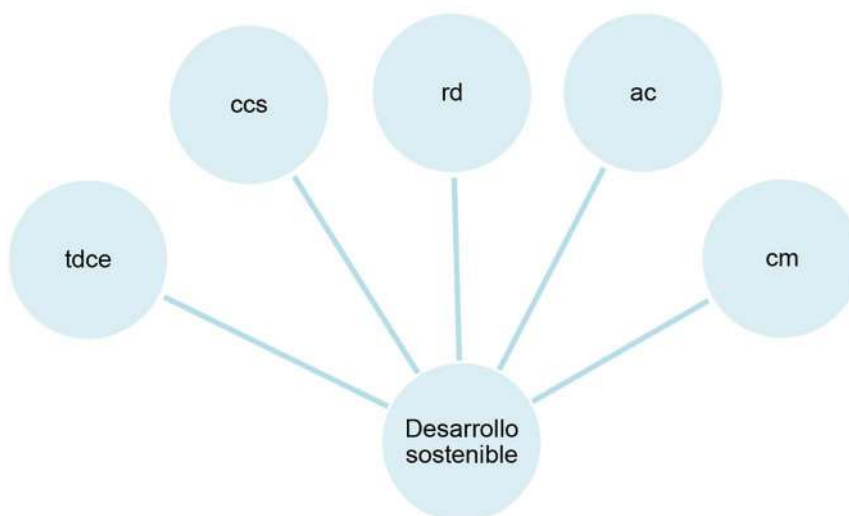 ccs
rd
ac
tdce
cm
Desarrollo
sostenible